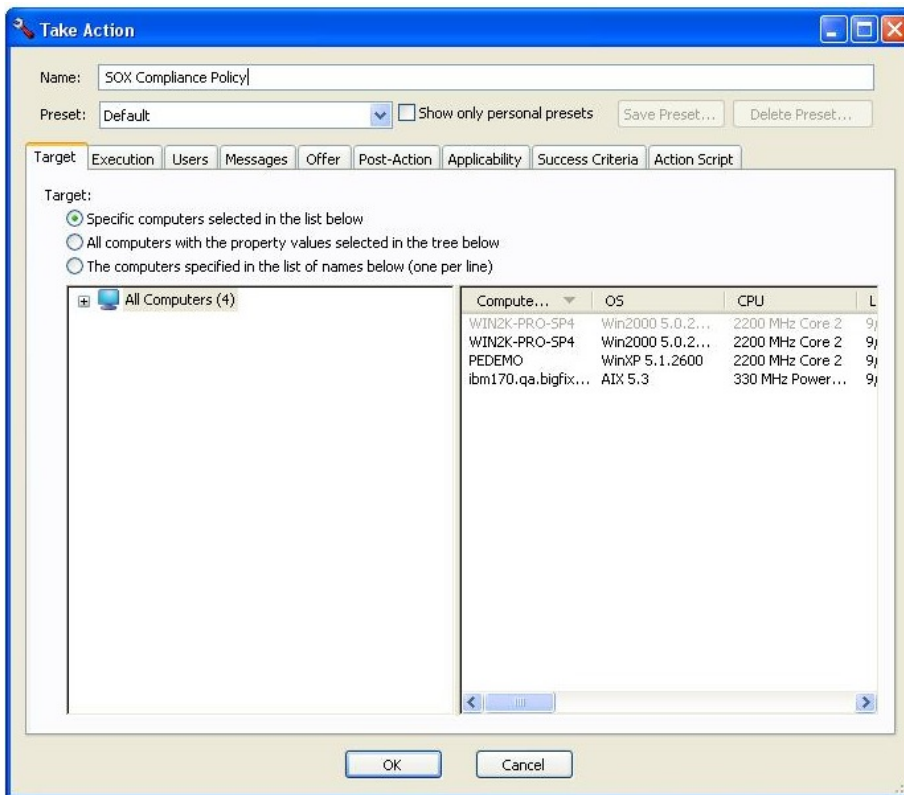 Take Action
Name: SOX Compliance Policy
Preset: Default Show only personal presets Save Preset... Delete Preset...
Target Execution Users Messages Offer Post-Action Applicability Success Criteria Action Script
Target:
Specific computers selected in the list below
All computers with the property values selected in the tree below
The computers specified in the list of names below (one per line)
All Computers (4)
Compute... OS CPU L
WIN2K-PRO-SP4 Win2000 5.0.2... 2200 MHz Core 2 9/
WIN2K-PRO-SP4 Win2000 5.0.2... 2200 MHz Core 2 9/
PEDEMO WinXP 5.1.2600 2200 MHz Core 2 9/
ibm170.qa.bigfix... AIX 5.3 330 MHz Power... 9/
OK Cancel